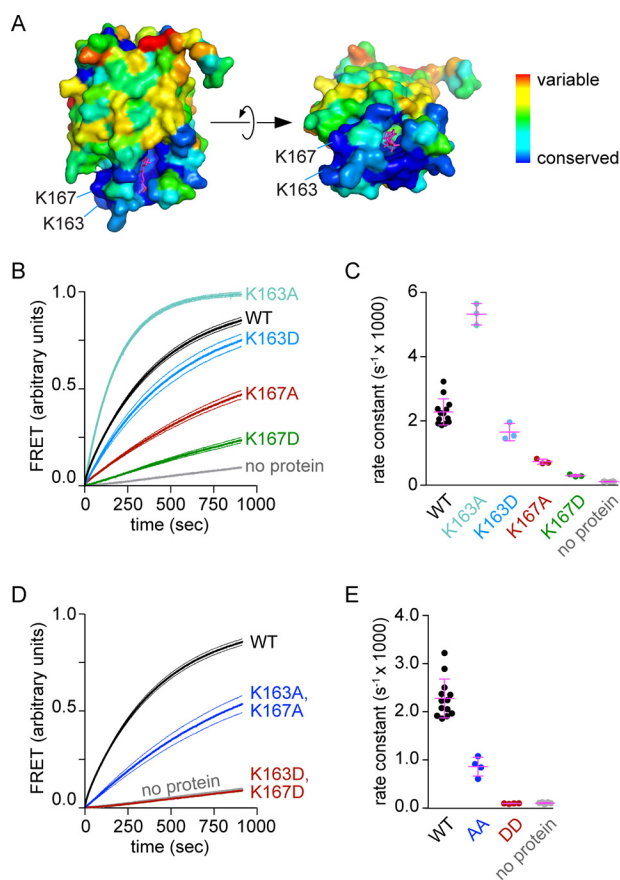 A
K167
K163
K167
K163
variable
conserved
B
FRET (arbitrary units)
1.0
0.5
0.0
0
250
500
750
1000
time (sec)
K163A
WT
K163D
K167A
K167D
no protein
C
rate constant (s⁻¹ x 1000)
6
4
2
0
WT
K163A
K163D
K167A
K167D
no protein
D
FRET (arbitrary units)
1.0
0.5
0.0
0
250
500
750
1000
time (sec)
WT
K163A,
K167A
no protein
K163D,
K167D
E
rate constant (s⁻¹ x 1000)
4.0
3.0
2.0
1.0
0.0
WT
AA
DD
no protein